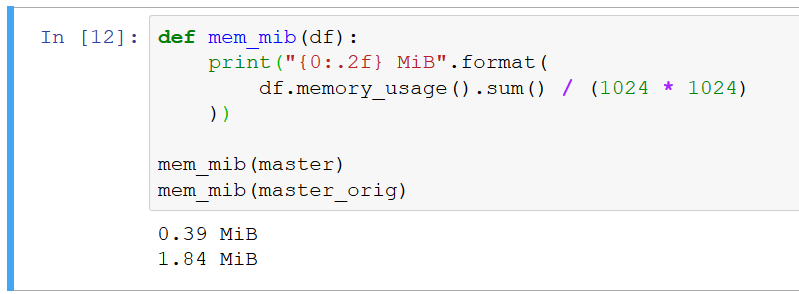 In [12]: def mem_mib(df):
    print("{0:.2f} MiB".format(
        df.memory_usage().sum() / (1024 * 1024)
    ))
mem_mib(master)
mem_mib(master_orig)
0.39 MiB
1.84 MiB